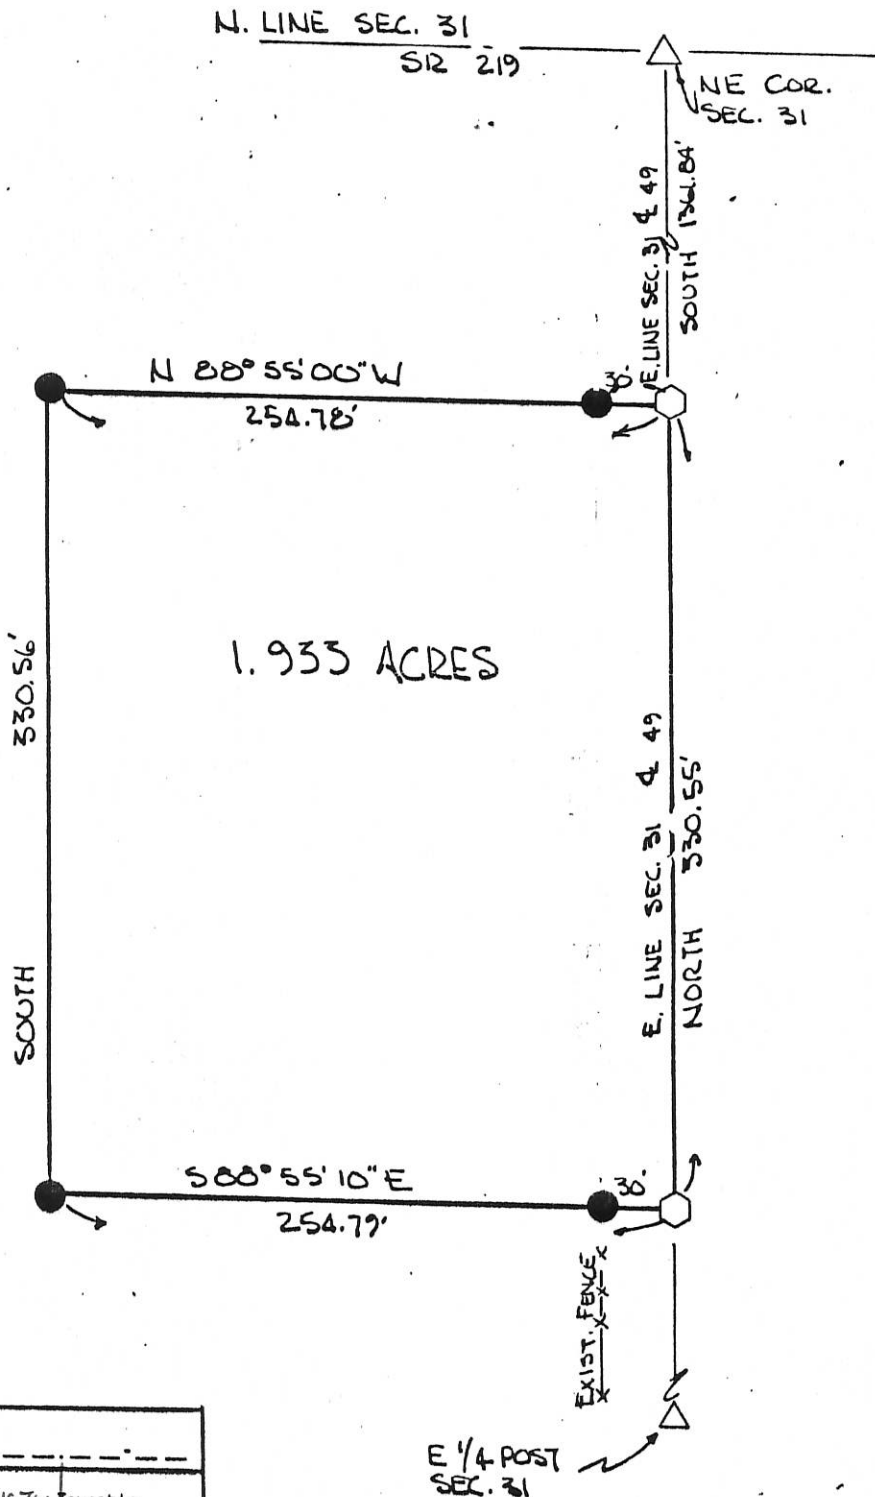 N. LINE SEC. 31
SR 219
NE COR.
SEC. 31
E. LINE SEC. 31 ℄ 49
SOUTH 1361.84'
N 88° 55' 00" W
254.78'
30'
330.56'
SOUTH
1.933 ACRES
E. LINE SEC. 31 ℄ 49
NORTH 330.55'
S 88° 55' 10" E
254.79'
30'
EXIST. FENCE
E 1/4 POST
SEC. 31